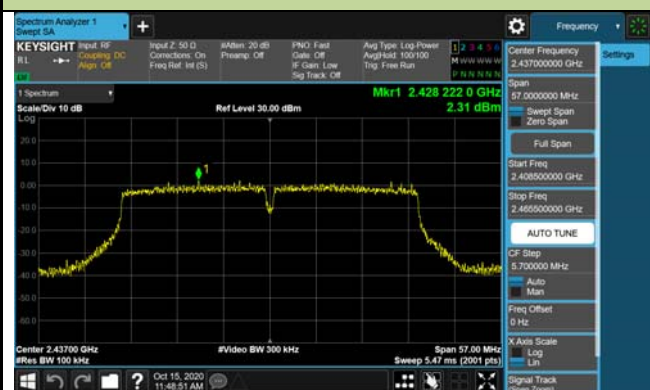 Spectrum Analyzer 1
Swept SA
Frequency
KEYSIGHT Input: RF
RL Coupling: DC
Align: Off
Input Z: 50 Ω
Corrections: On
Freq Ref: Int (S)
#Atten: 20 dB
Preamp: Off
PNO: Fast
Gate: Off
IF Gain: Low
Sig Track: Off
Avg Type: Log-Power
Avg|Hold: 100/100
Trig: Free Run
1 2 3 4 5 6
M W W W W W
P N N N N N
1 Spectrum
Scale/Div 10 dB
Log
Ref Level 30.00 dBm
Mkr1 2.428 222 0 GHz
2.31 dBm
20.0
10.0
0.00
-10.0
-20.0
-30.0
-40.0
-50.0
-60.0
1
Center 2.43700 GHz
#Res BW 100 kHz
#Video BW 300 kHz
Span 57.00 MHz
Sweep 5.47 ms (2001 pts)
Oct 15, 2020
11:48:51 AM
Center Frequency
2.437000000 GHz
Settings
Span
57.0000000 MHz
Swept Span
Zero Span
Full Span
Start Freq
2.408500000 GHz
Stop Freq
2.465500000 GHz
AUTO TUNE
CF Step
5.700000 MHz
Auto
Man
Freq Offset
0 Hz
X Axis Scale
Log
Lin
Signal Track
(Span Zoom)